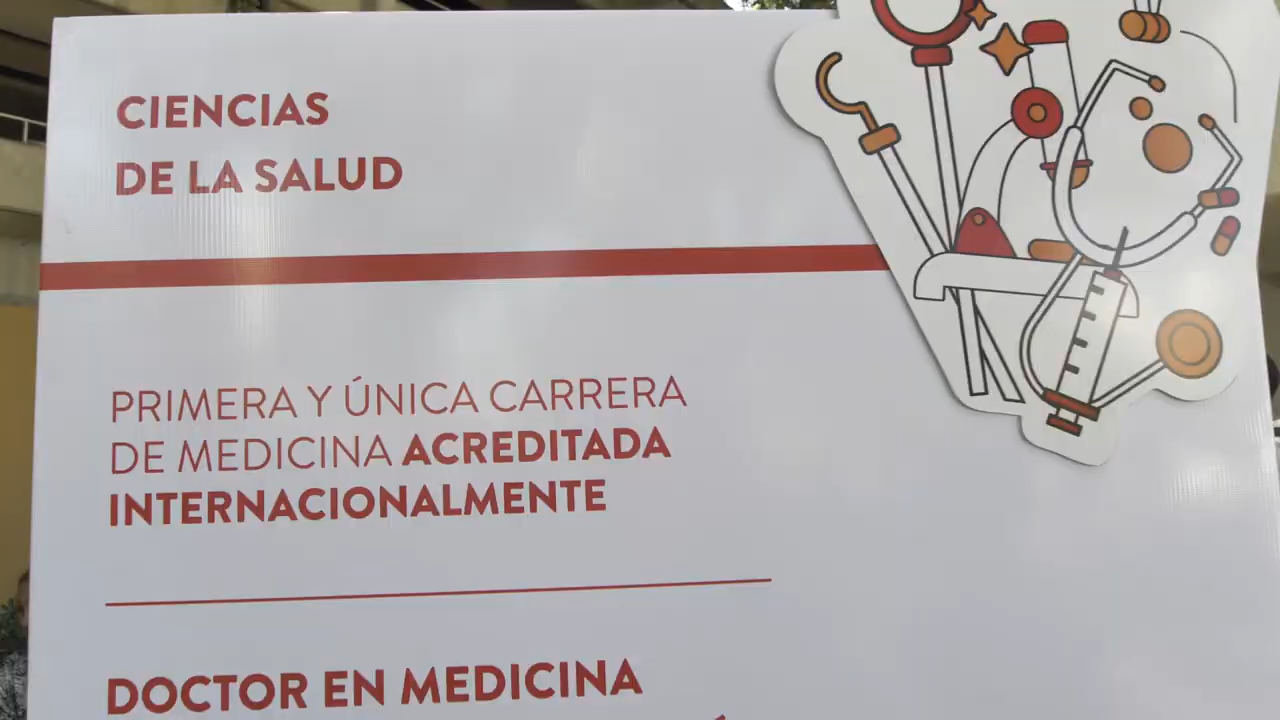 CIENCIAS
DE LA SALUD
PRIMERA Y ÚNICA CARRERA
DE MEDICINA ACREDITADA
INTERNACIONALMENTE
DOCTOR EN MEDICINA